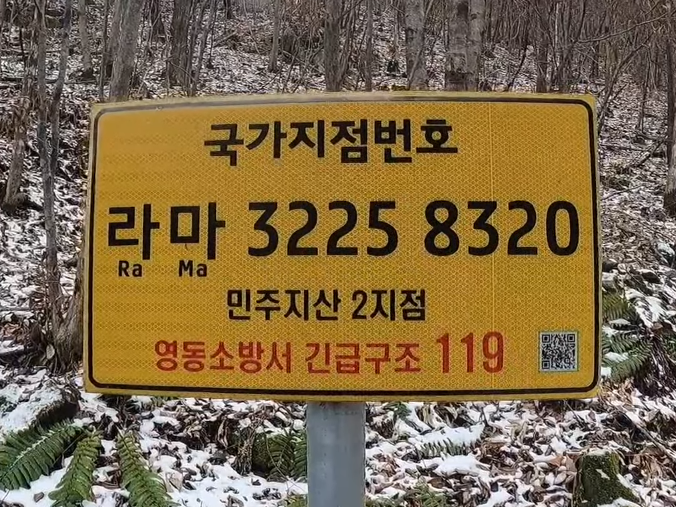 국가지점번호
라마 3225 8320
Ra Ma
민주지산 2지점
영동소방서 긴급구조 119